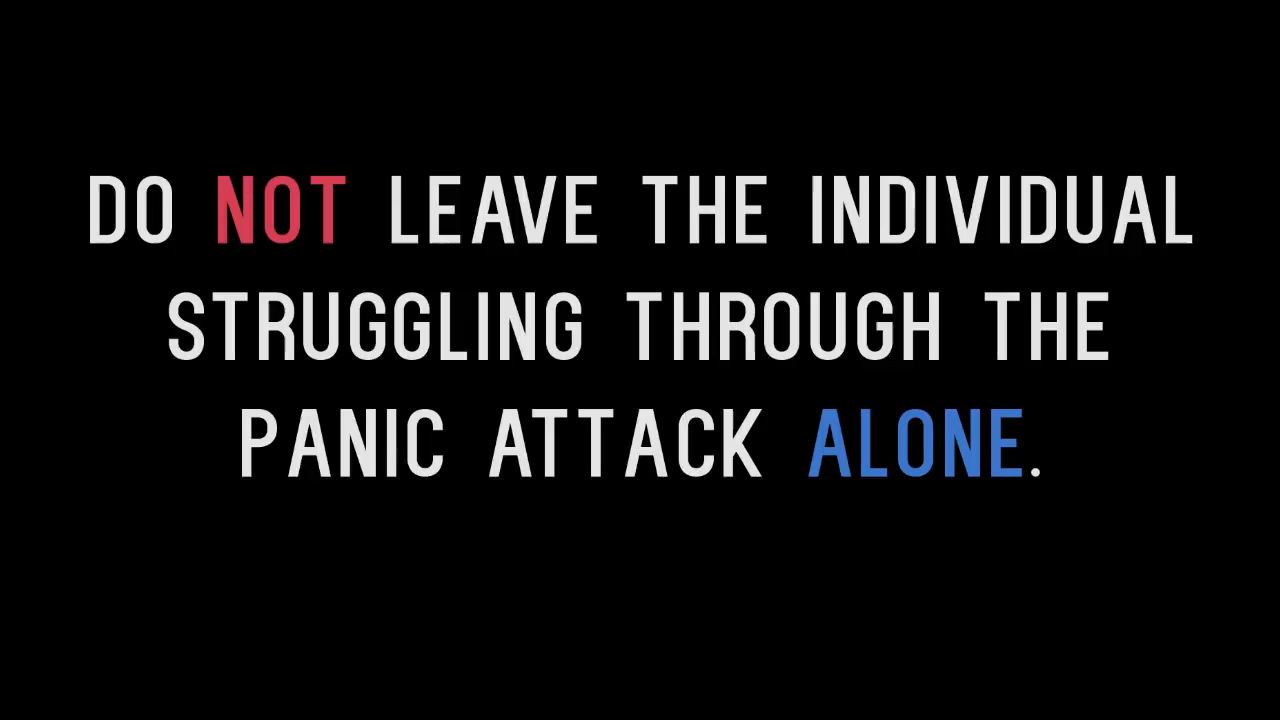 DO NOT LEAVE THE INDIVIDUAL
STRUGGLING THROUGH THE
PANIC ATTACK ALONE.